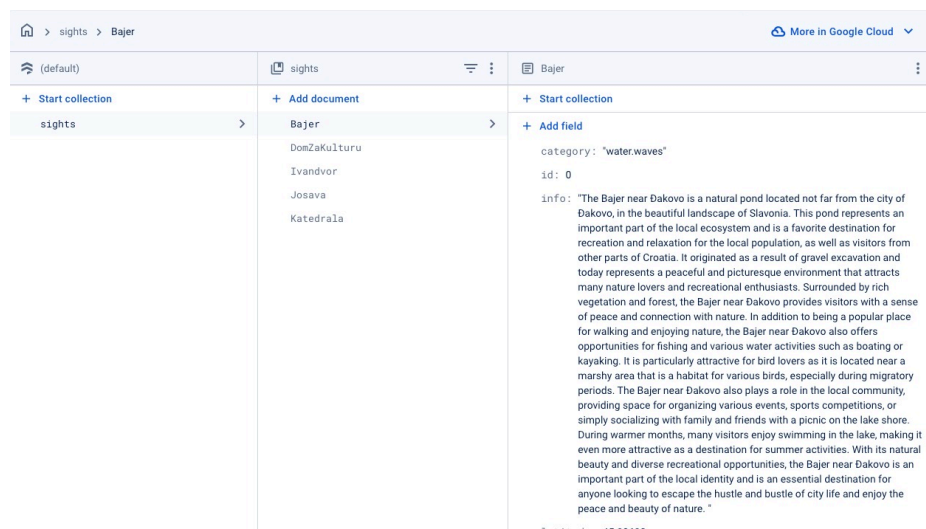 sights > Bajer
More in Google Cloud
(default)
sights
Bajer
+ Start collection
+ Add document
+ Start collection
sights
Bajer
DomZaKulturu
Ivandvor
Josava
Katedrala
+ Add field
category: "water.waves"
id: 0
info: "The Bajer near Đakovo is a natural pond located not far from the city of
Đakovo, in the beautiful landscape of Slavonia. This pond represents an
important part of the local ecosystem and is a favorite destination for
recreation and relaxation for the local population, as well as visitors from
other parts of Croatia. It originated as a result of gravel excavation and
today represents a peaceful and picturesque environment that attracts
many nature lovers and recreational enthusiasts. Surrounded by rich
vegetation and forest, the Bajer near Đakovo provides visitors with a sense
of peace and connection with nature. In addition to being a popular place
for walking and enjoying nature, the Bajer near Đakovo also offers
opportunities for fishing and various water activities such as boating or
kayaking. It is particularly attractive for bird lovers as it is located near a
marshy area that is a habitat for various birds, especially during migratory
periods. The Bajer near Đakovo also plays a role in the local community,
providing space for organizing various events, sports competitions, or
simply socializing with family and friends with a picnic on the lake shore.
During warmer months, many visitors enjoy swimming in the lake, making it
even more attractive as a destination for summer activities. With its natural
beauty and diverse recreational opportunities, the Bajer near Đakovo is an
important part of the local identity and is an essential destination for
anyone looking to escape the hustle and bustle of city life and enjoy the
peace and beauty of nature. "